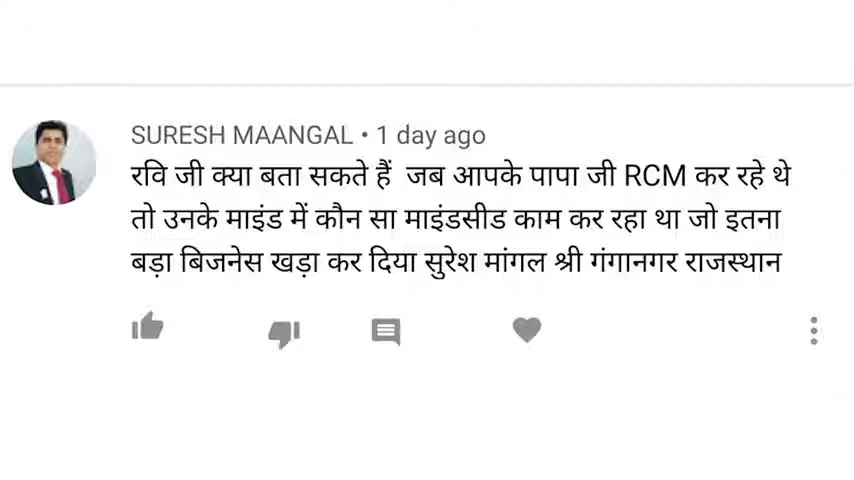 SURESH MAANGAL • 1 day ago
रवि जी क्या बता सकते हैं जब आपके पापा जी RCM कर रहे थे
तो उनके माइंड में कौन सा माइंडसीड काम कर रहा था जो इतना
बड़ा बिजनेस खड़ा कर दिया सुरेश मांगल श्री गंगानगर राजस्थान